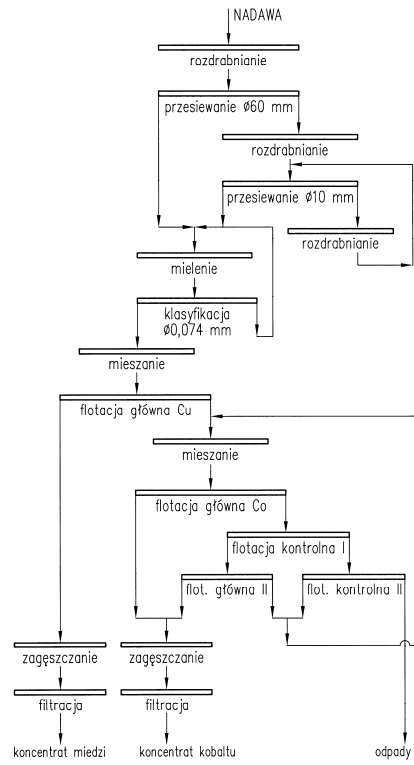 NADAWA
rozdrabnianie
przesiewanie ø60 mm
rozdrabnianie
przesiewanie ø10 mm
rozdrabnianie
mielenie
klasyfikacja
ø0,074 mm
mieszanie
flotacja główna Cu
mieszanie
flotacja główna Co
flotacja kontrolna I
flot. główna II
flot. kontrolna II
zagęszczanie
zagęszczanie
filtracja
filtracja
koncentrat miedzi
koncentrat kobaltu
odpady